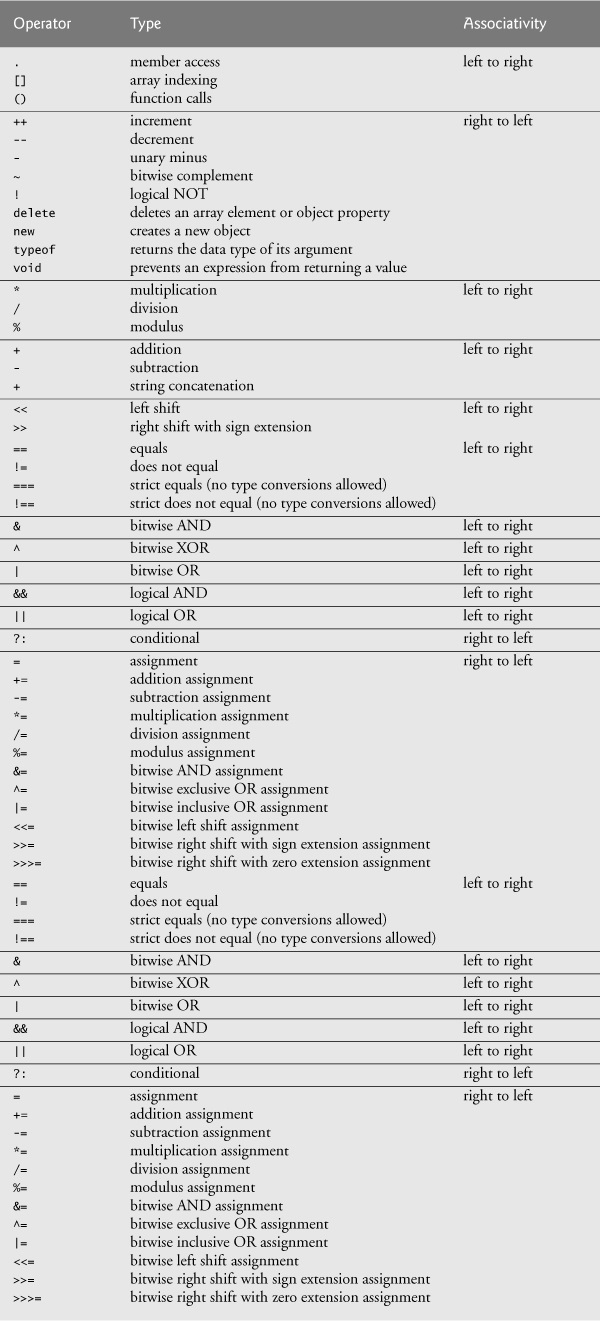 Operator Type Associativity
. member access left to right
[] array indexing
() function calls
++ increment right to left
-- decrement
- unary minus
~ bitwise complement
! logical NOT
delete deletes an array element or object property
new creates a new object
typeof returns the data type of its argument
void prevents an expression from returning a value
* multiplication left to right
/ division
% modulus
+ addition left to right
- subtraction
+ string concatenation
<< left shift left to right
>> right shift with sign extension
== equals left to right
!= does not equal
=== strict equals (no type conversions allowed)
!== strict does not equal (no type conversions allowed)
& bitwise AND left to right
^ bitwise XOR left to right
| bitwise OR left to right
&& logical AND left to right
|| logical OR left to right
?: conditional right to left
= assignment right to left
+= addition assignment
-= subtraction assignment
*= multiplication assignment
/= division assignment
%= modulus assignment
&= bitwise AND assignment
^= bitwise exclusive OR assignment
|= bitwise inclusive OR assignment
<<= bitwise left shift assignment
>>= bitwise right shift with sign extension assignment
>>>= bitwise right shift with zero extension assignment
== equals left to right
!= does not equal
=== strict equals (no type conversions allowed)
!== strict does not equal (no type conversions allowed)
& bitwise AND left to right
^ bitwise XOR left to right
| bitwise OR left to right
&& logical AND left to right
|| logical OR left to right
?: conditional right to left
= assignment right to left
+= addition assignment
-= subtraction assignment
*= multiplication assignment
/= division assignment
%= modulus assignment
&= bitwise AND assignment
^= bitwise exclusive OR assignment
|= bitwise inclusive OR assignment
<<= bitwise left shift assignment
>>= bitwise right shift with sign extension assignment
>>>= bitwise right shift with zero extension assignment